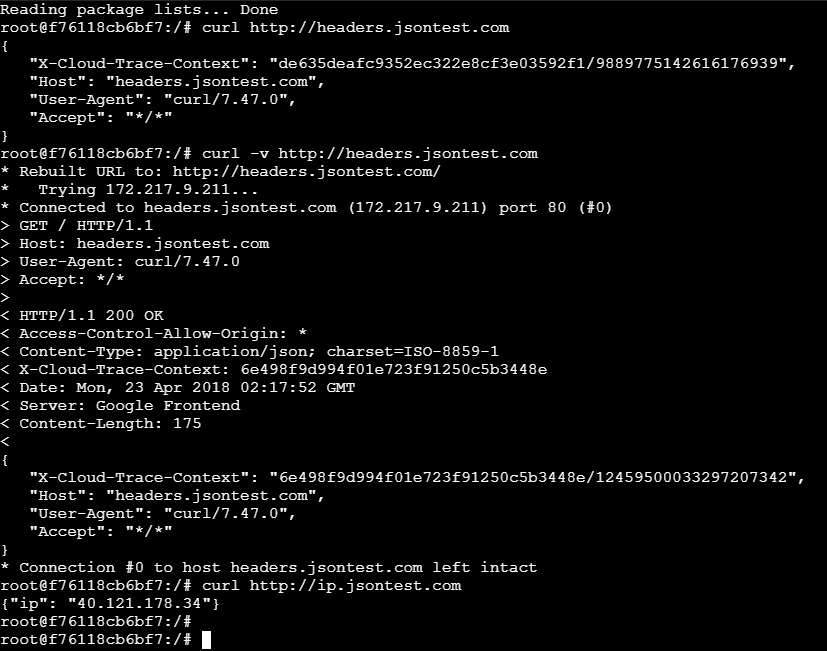 Reading package lists... Done
root@f76118cb6bf7:/# curl http://headers.jsontest.com
{
   "X-Cloud-Trace-Context": "de635deafc9352ec322e8cf3e03592f1/9889775142616176939",
   "Host": "headers.jsontest.com",
   "User-Agent": "curl/7.47.0",
   "Accept": "*/*"
}
root@f76118cb6bf7:/# curl -v http://headers.jsontest.com
* Rebuilt URL to: http://headers.jsontest.com/
*   Trying 172.217.9.211...
* Connected to headers.jsontest.com (172.217.9.211) port 80 (#0)
> GET / HTTP/1.1
> Host: headers.jsontest.com
> User-Agent: curl/7.47.0
> Accept: */*
>
< HTTP/1.1 200 OK
< Access-Control-Allow-Origin: *
< Content-Type: application/json; charset=ISO-8859-1
< X-Cloud-Trace-Context: 6e498f9d994f01e723f91250c5b3448e
< Date: Mon, 23 Apr 2018 02:17:52 GMT
< Server: Google Frontend
< Content-Length: 175
<
{
   "X-Cloud-Trace-Context": "6e498f9d994f01e723f91250c5b3448e/12459500033297207342",
   "Host": "headers.jsontest.com",
   "User-Agent": "curl/7.47.0",
   "Accept": "*/*"
}
* Connection #0 to host headers.jsontest.com left intact
root@f76118cb6bf7:/# curl http://ip.jsontest.com
{"ip": "40.121.178.34"}
root@f76118cb6bf7:/#
root@f76118cb6bf7:/#